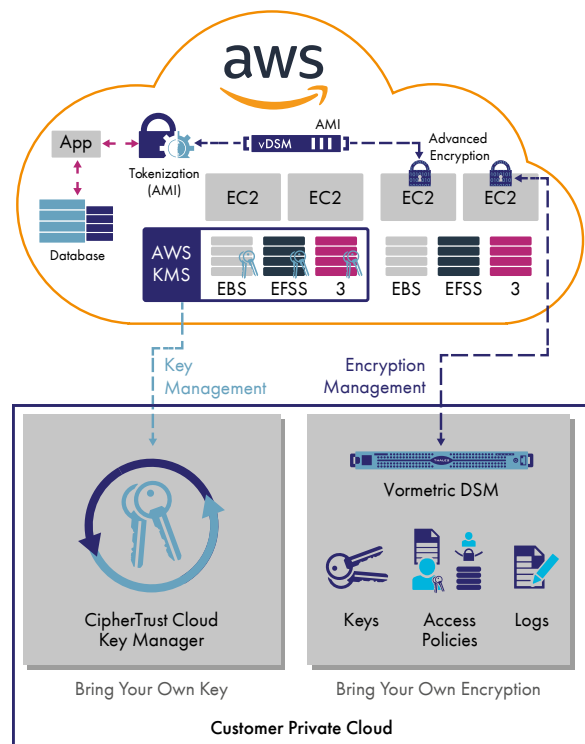 aws
AMI
vDSM
App
Tokenization
(AMI)
Advanced
Encryption
EC2
EC2
EC2
EC2
Database
AWS
KMS
EBS
EFSS
3
EBS
EFSS
3
Key
Management
Encryption
Management
THALES
Vormetric DSM
CipherTrust Cloud
Key Manager
Keys
Access
Policies
Logs
Bring Your Own Key
Bring Your Own Encryption
Customer Private Cloud